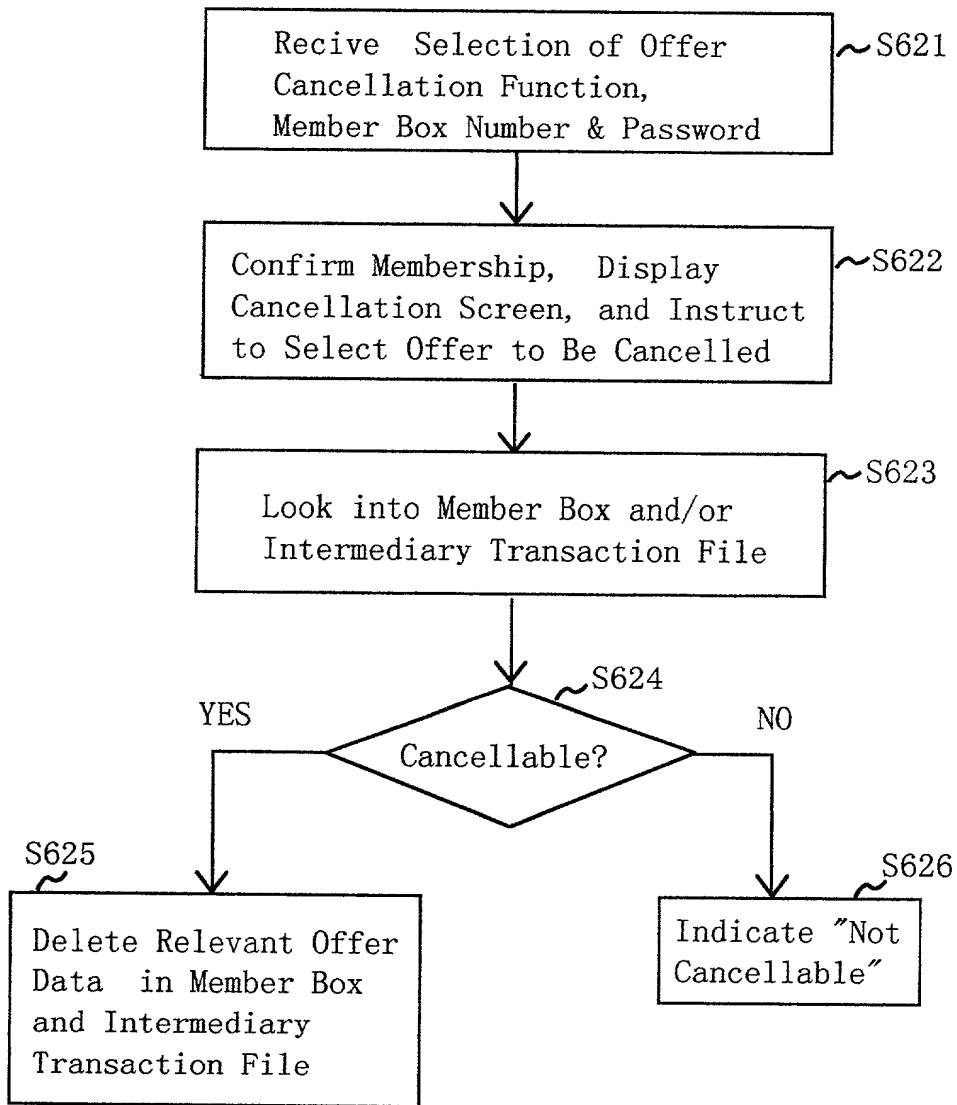 Recive Selection of Offer
Cancellation Function,
Member Box Number & Password
S621
Confirm Membership, Display
Cancellation Screen, and Instruct
to Select Offer to Be Cancelled
S622
Look into Member Box and/or
Intermediary Transaction File
S623
S624
YES
NO
Cancellable?
S625
Delete Relevant Offer
Data in Member Box
and Intermediary
Transaction File
S626
Indicate "Not
Cancellable"